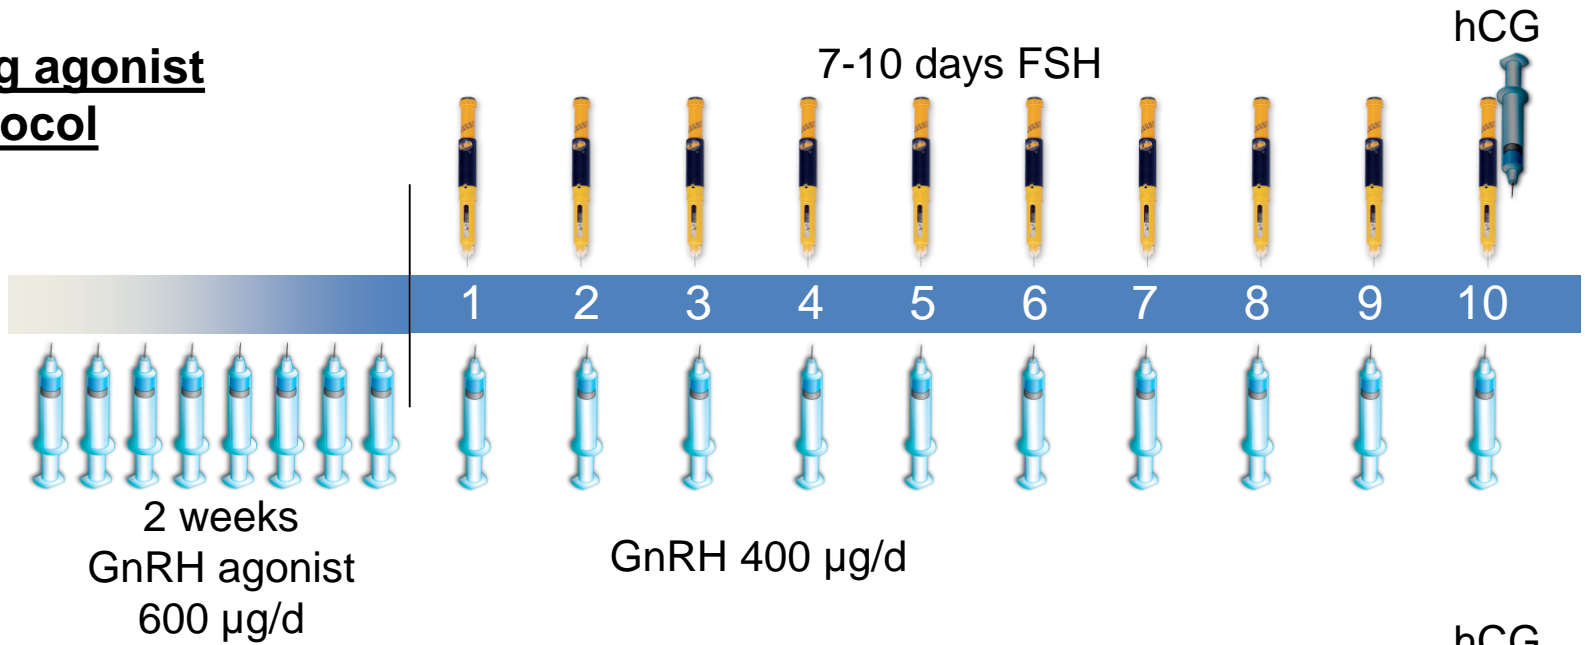 g agonist
ocol
7-10 days FSH
hCG
1 2 3 4 5 6 7 8 9 10
2 weeks
GnRH agonist
600 µg/d
GnRH 400 µg/d
hCG